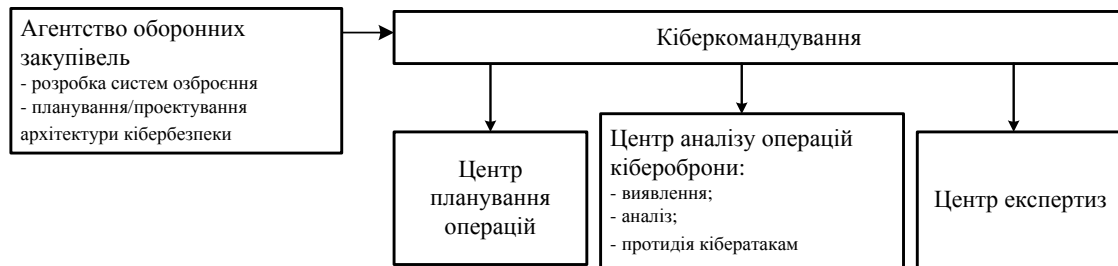 Агентство оборонних
закупівель
- розробка систем озброєння
- планування/проектування
архітектури кібербезпеки
Кіберкомандування
Центр
планування
операцій
Центр аналізу операцій
кібероброни:
- виявлення;
- аналіз;
- протидія кібератакам
Центр експертиз